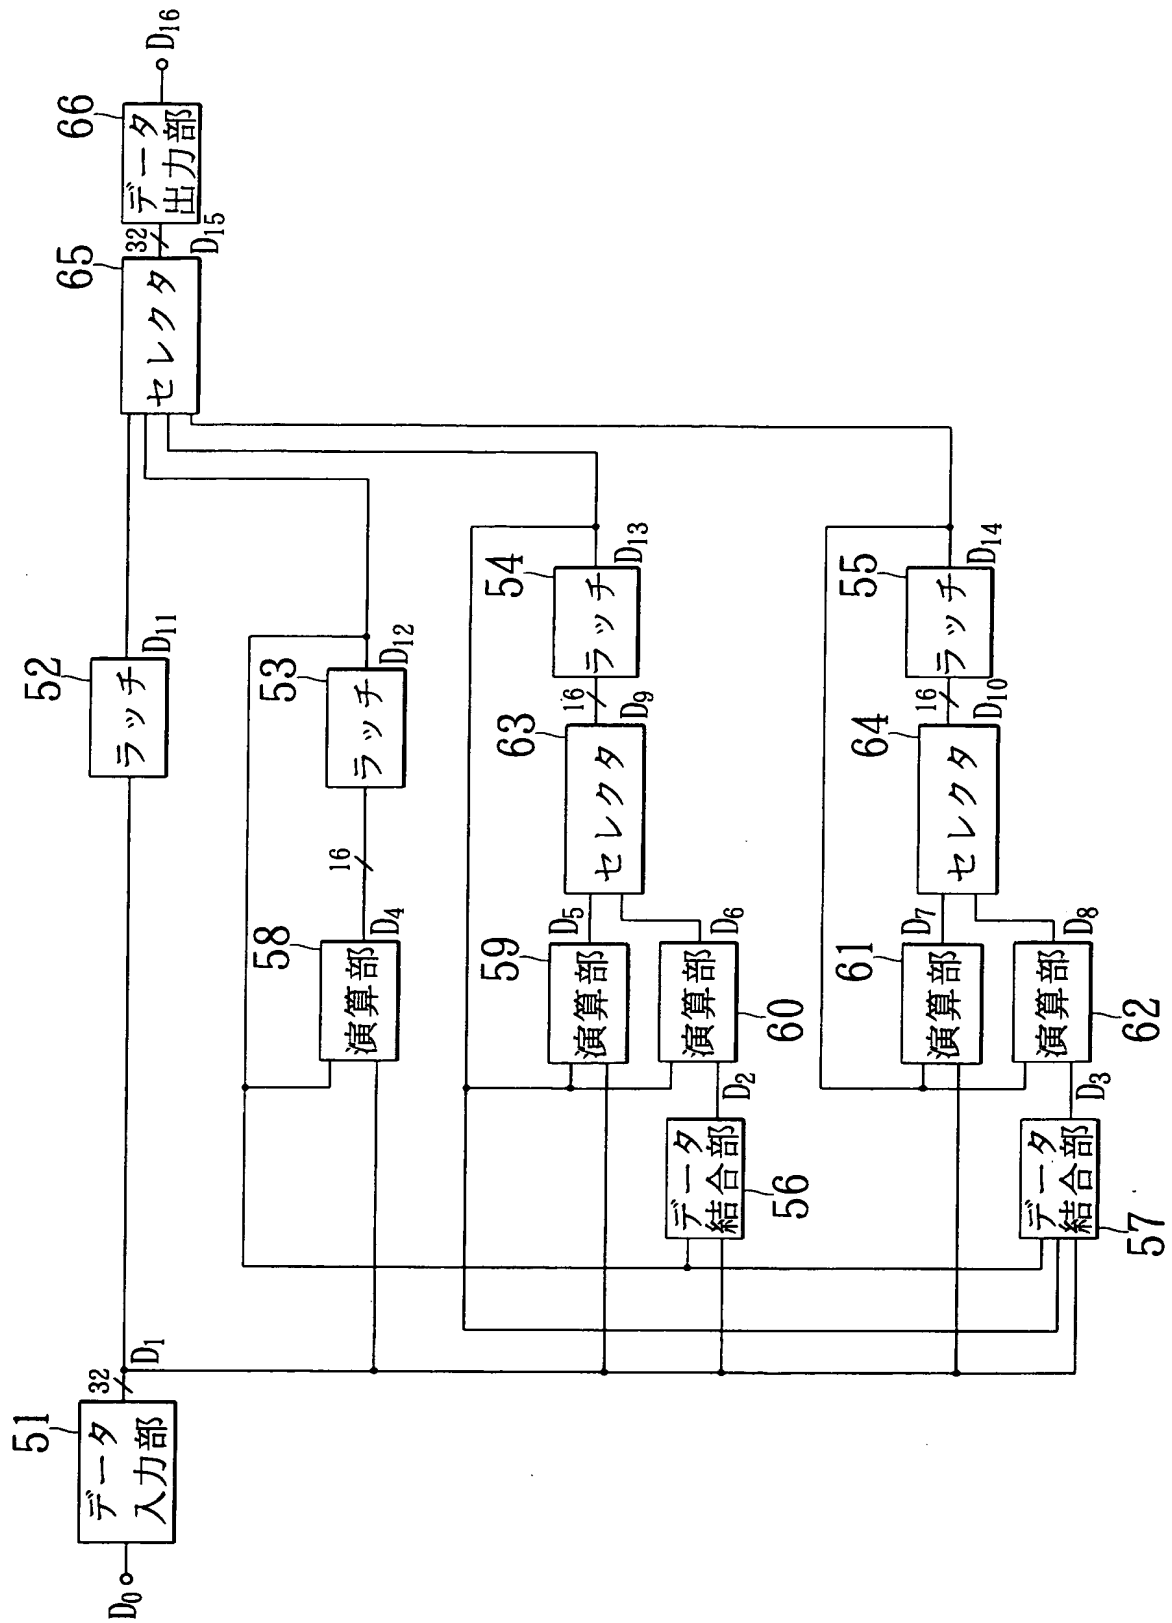 D0
51
データ
入力部
32
D1
52
ラッチ
D11
65
セレクタ
32
D15
66
データ
出力部
D16
58
演算部
D4
16
53
ラッチ
D12
59
演算部
D5
56
データ
結合部
D2
60
演算部
D6
63
セレクタ
16
D9
54
ラッチ
D13
61
演算部
D7
57
データ
結合部
D3
62
演算部
D8
64
セレクタ
16
D10
55
ラッチ
D14